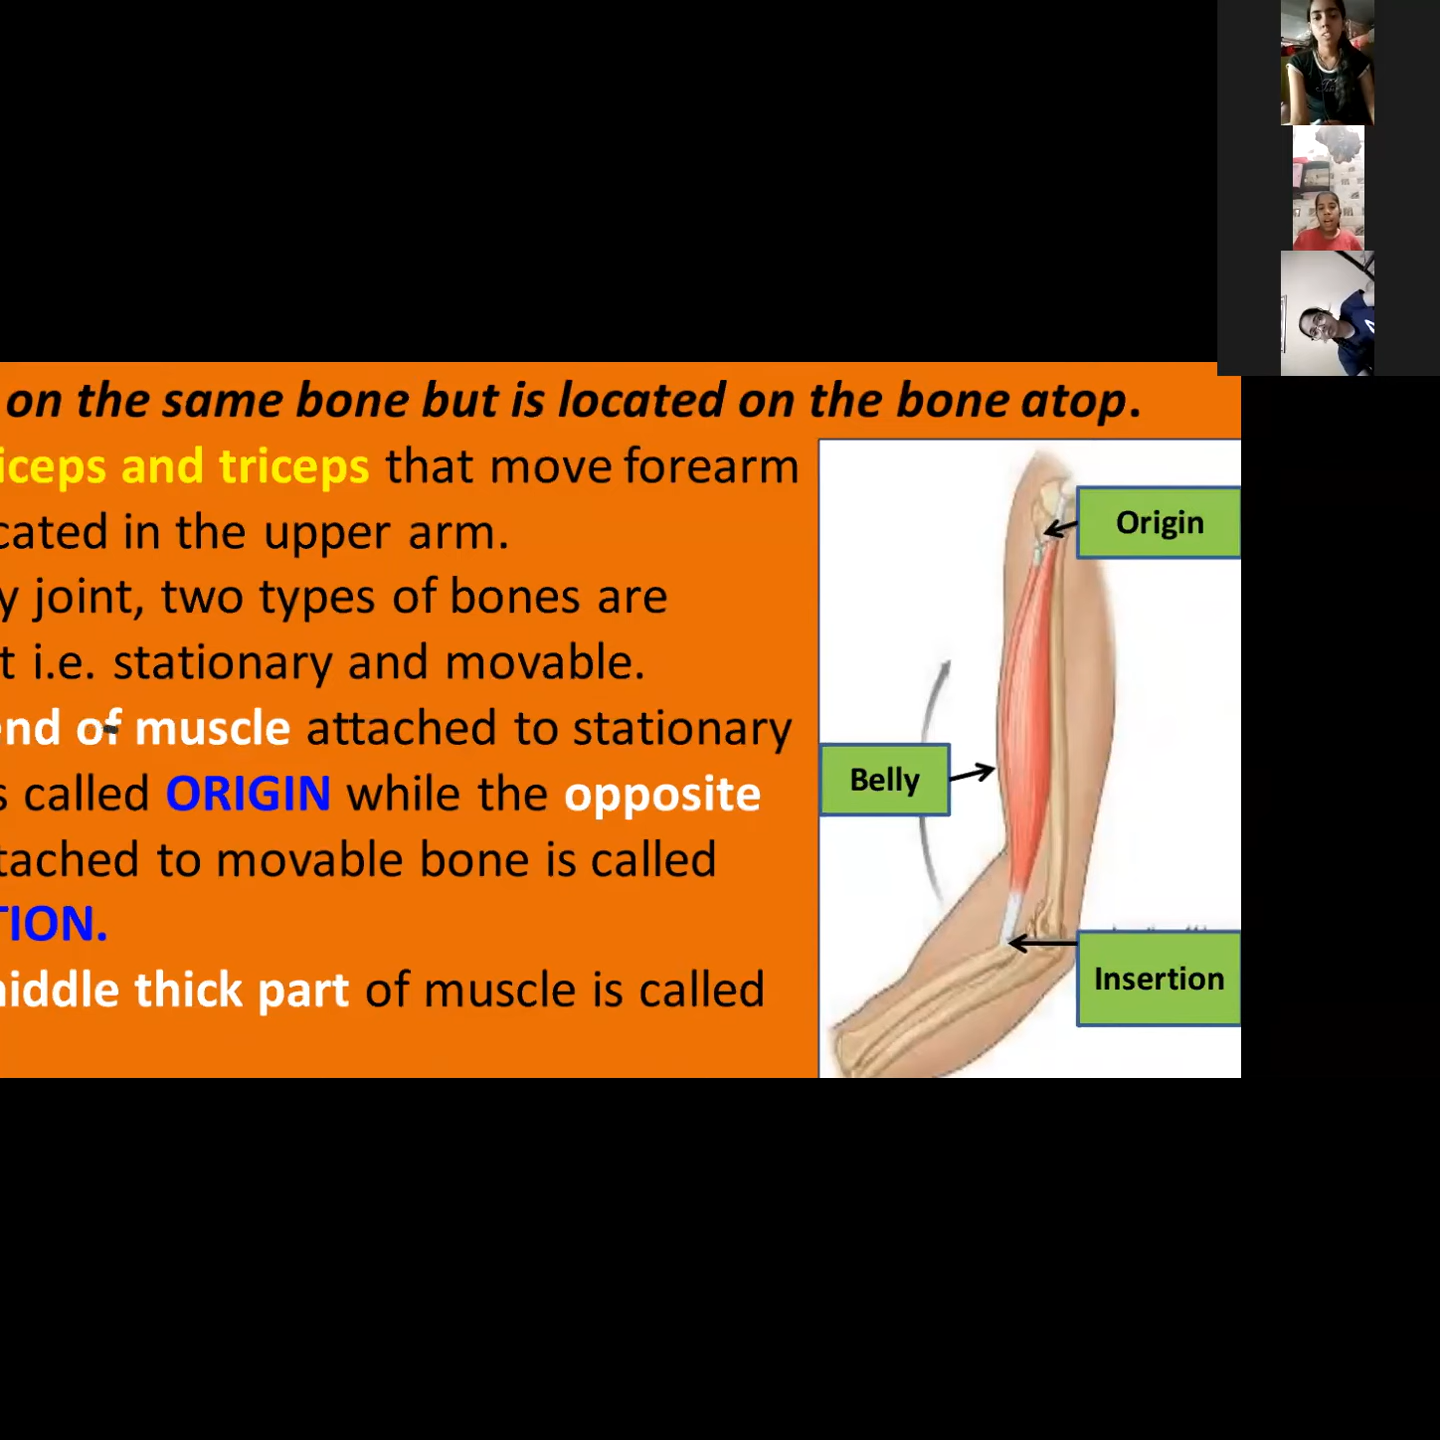 on the same bone but is located on the bone atop.
iceps and triceps that move forearm
cated in the upper arm.
y joint, two types of bones are
t i.e. stationary and movable.
end of muscle attached to stationary
s called ORIGIN while the opposite
tached to movable bone is called
TION.
iddle thick part of muscle is called
Origin
Belly
Insertion